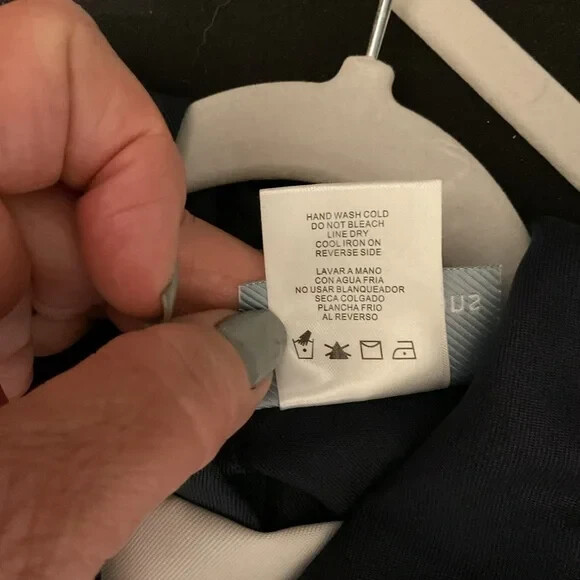 HAND WASH COLD
DO NOT BLEACH
LINE DRY
COOL IRON ON
REVERSE SIDE
LAVAR A MANO
CON AGUA FRIA
NO USAR BLANQUEADOR
SECA COLGADO
PLANCHA FRIO
AL REVERSO